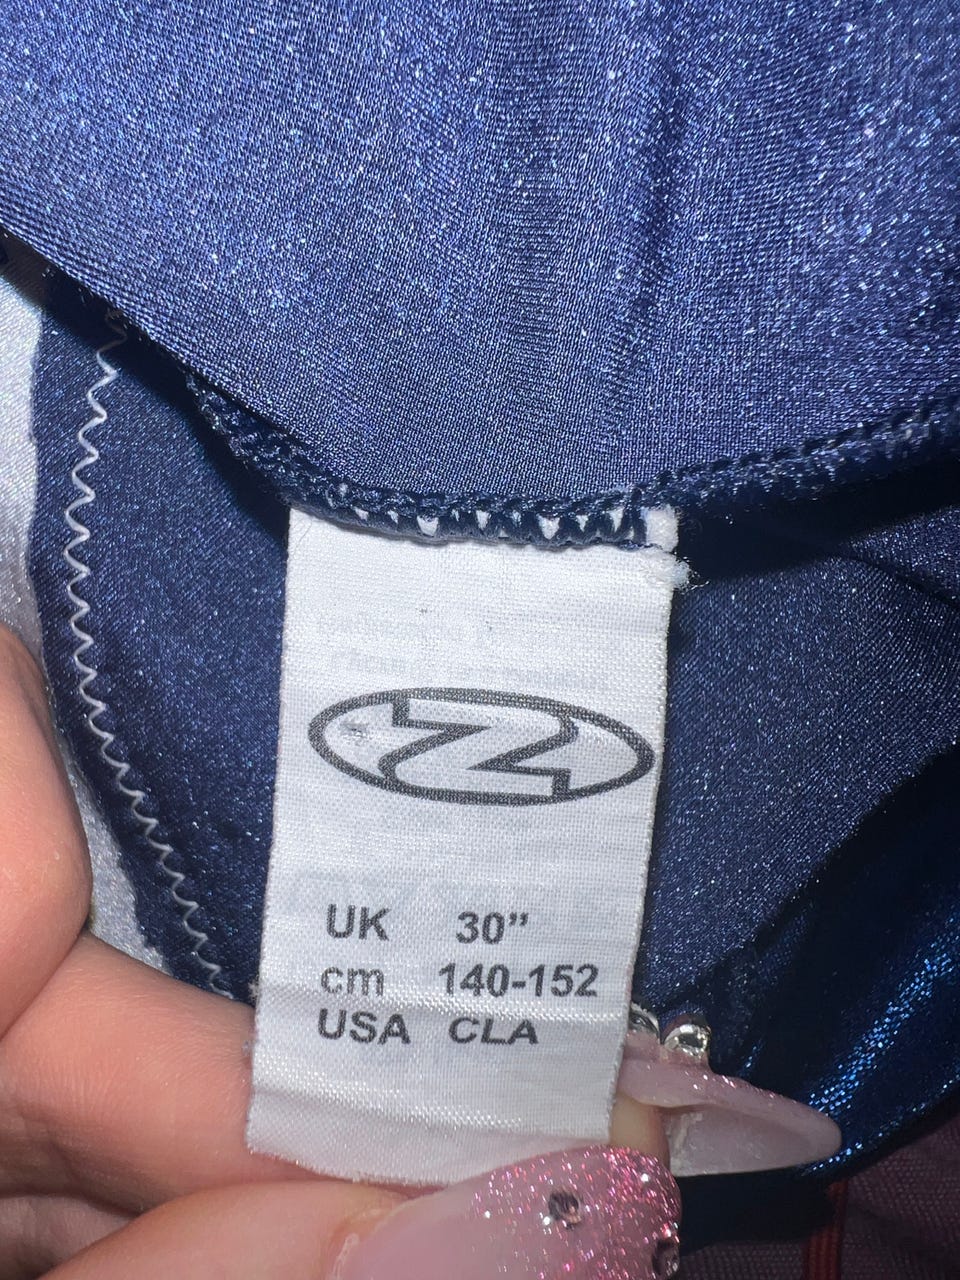 UK 30”
cm 140-152
USA CLA